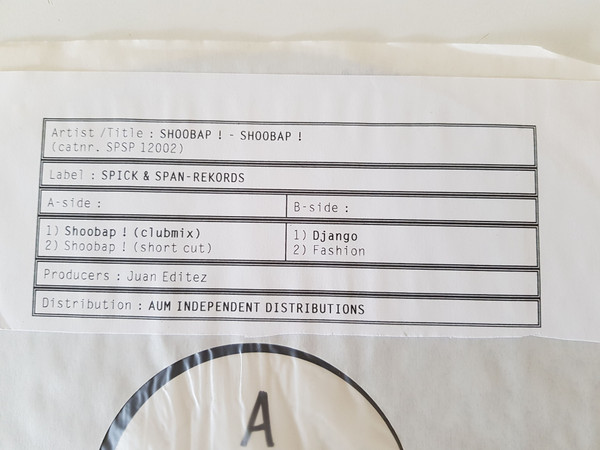 Artist /Title : SHOOBAP ! - SHOOBAP !
(catnr. SPSP 12002)
Label : SPICK & SPAN-REKORDS
A-side :
B-side :
1) Shoobap ! (clubmix)
2) Shoobap ! (short cut)
1) Django
2) Fashion
Producers : Juan Editez
Distribution : AUM INDEPENDENT DISTRIBUTIONS
A